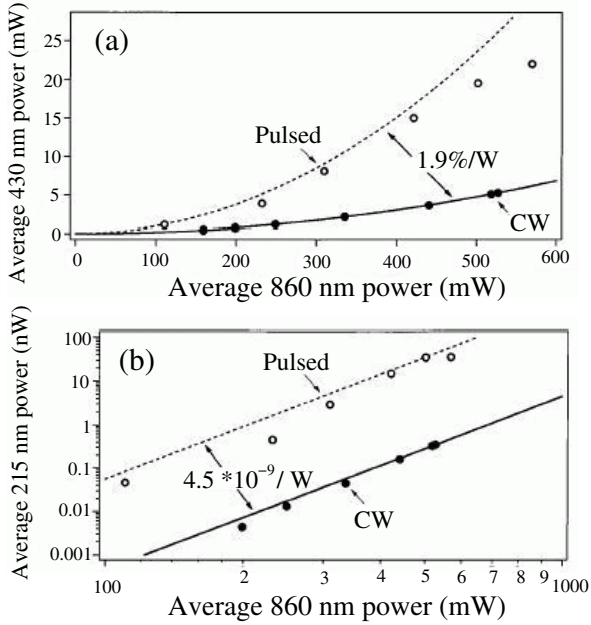 (a)
Average 430 nm power (mW)
25
20
15
10
5
0
Pulsed
1.9%/W
CW
0
100
200
300
400
500
600
Average 860 nm power (mW)
(b)
Average 215 nm power (nW)
100
10
1
0.1
0.01
0.001
Pulsed
4.5 *10⁻⁹/ W
CW
100
2
3
4
5
6
7
8
9
1000
Average 860 nm power (mW)